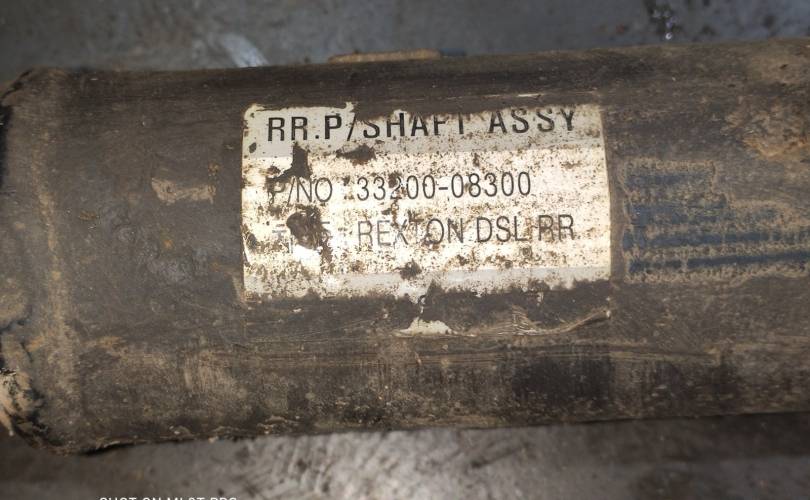 RR.P/SHAFT ASSY
P/NO : 33200-08300
: REXTON DSL RR